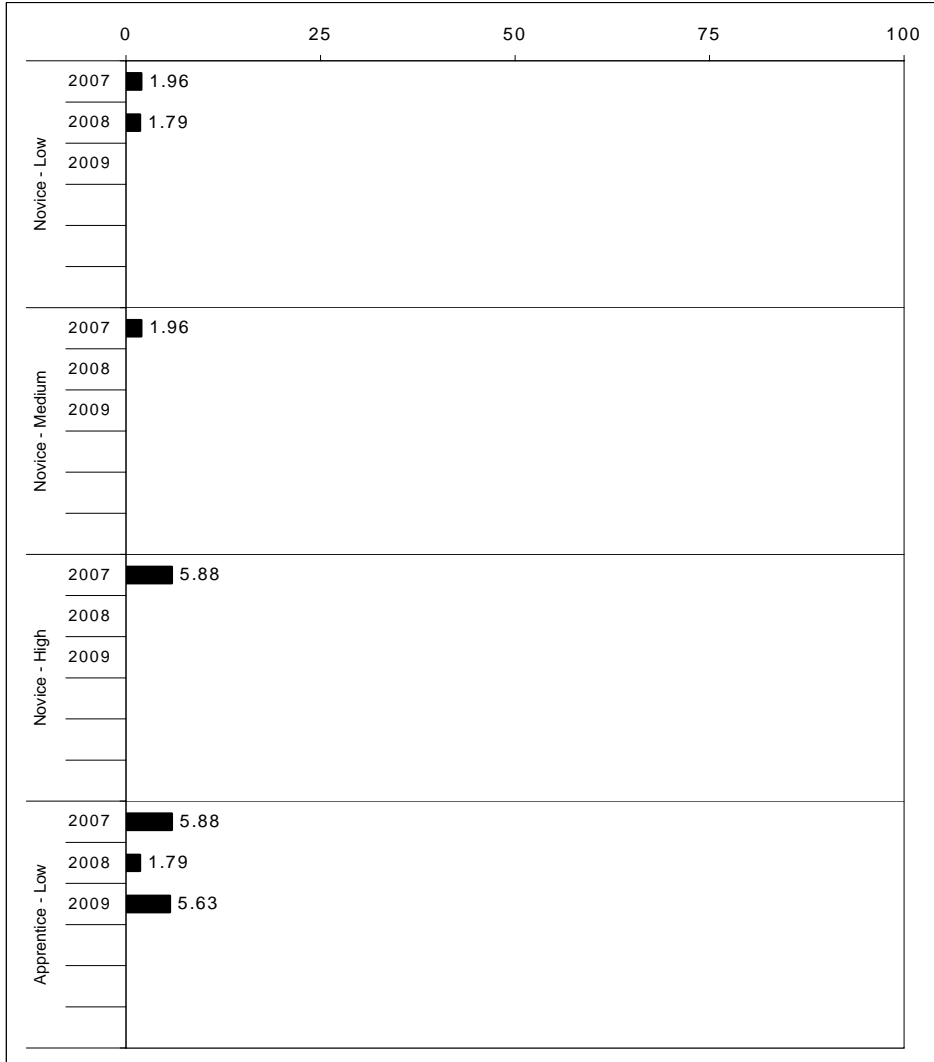 0 25 50 75 100
Novice - Low
2007 1.96
2008 1.79
2009
Novice - Medium
2007 1.96
2008
2009
Novice - High
2007 5.88
2008
2009
Apprentice - Low
2007 5.88
2008 1.79
2009 5.63